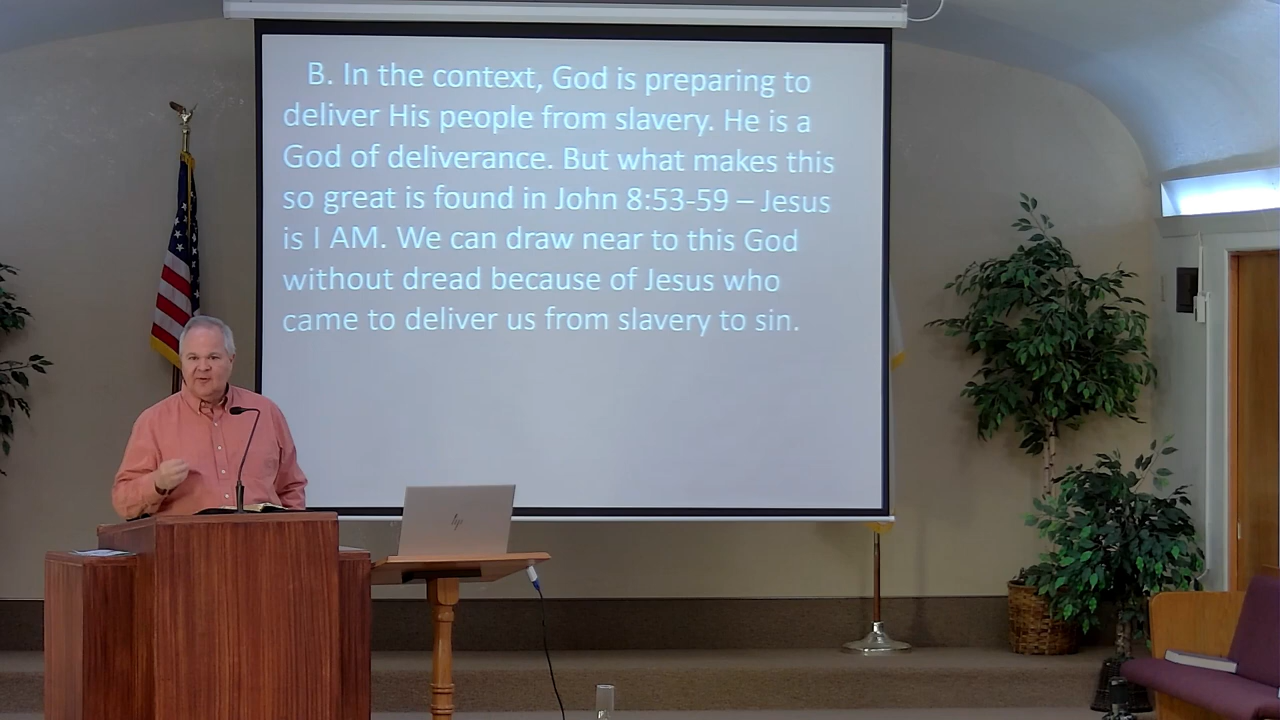 B. In the context, God is preparing to
deliver His people from slavery. He is a
God of deliverance. But what makes this
so great is found in John 8:53-59 – Jesus
is I AM. We can draw near to this God
without dread because of Jesus who
came to deliver us from slavery to sin.
hp